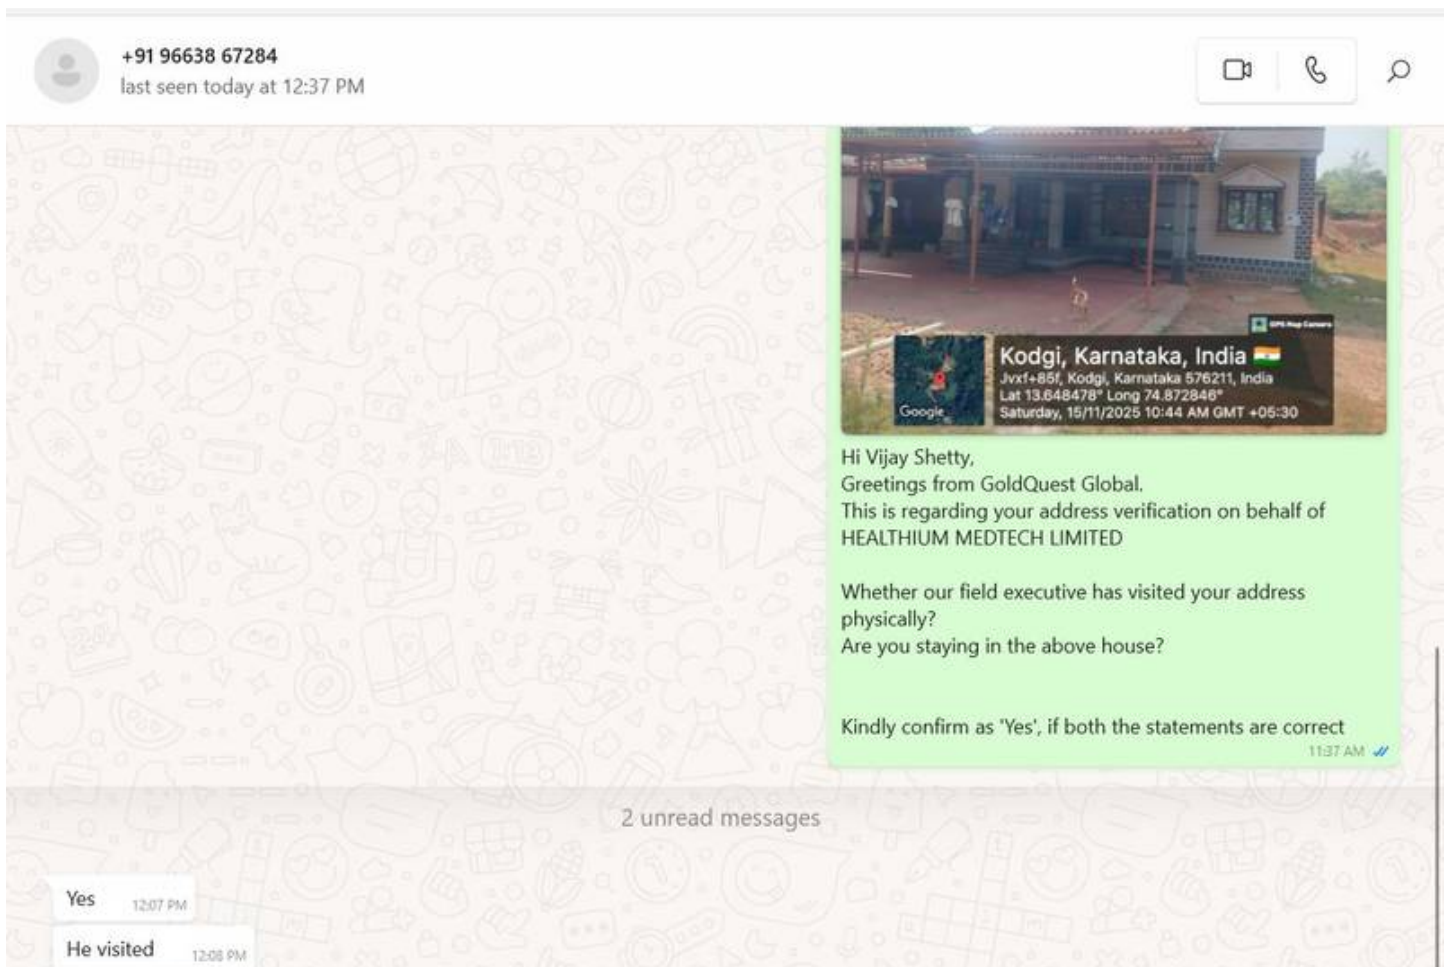 +91 96638 67284
last seen today at 12:37 PM
GPS Map Camera
Kodgi, Karnataka, India
Jvxf+85f, Kodgi, Karnataka 576211, India
Lat 13.648478° Long 74.872846°
Saturday, 15/11/2025 10:44 AM GMT +05:30
Google
Hi Vijay Shetty,
Greetings from GoldQuest Global.
This is regarding your address verification on behalf of
HEALTHIUM MEDTECH LIMITED
Whether our field executive has visited your address
physically?
Are you staying in the above house?
Kindly confirm as 'Yes', if both the statements are correct
11:37 AM
2 unread messages
Yes 12:07 PM
He visited 12:08 PM